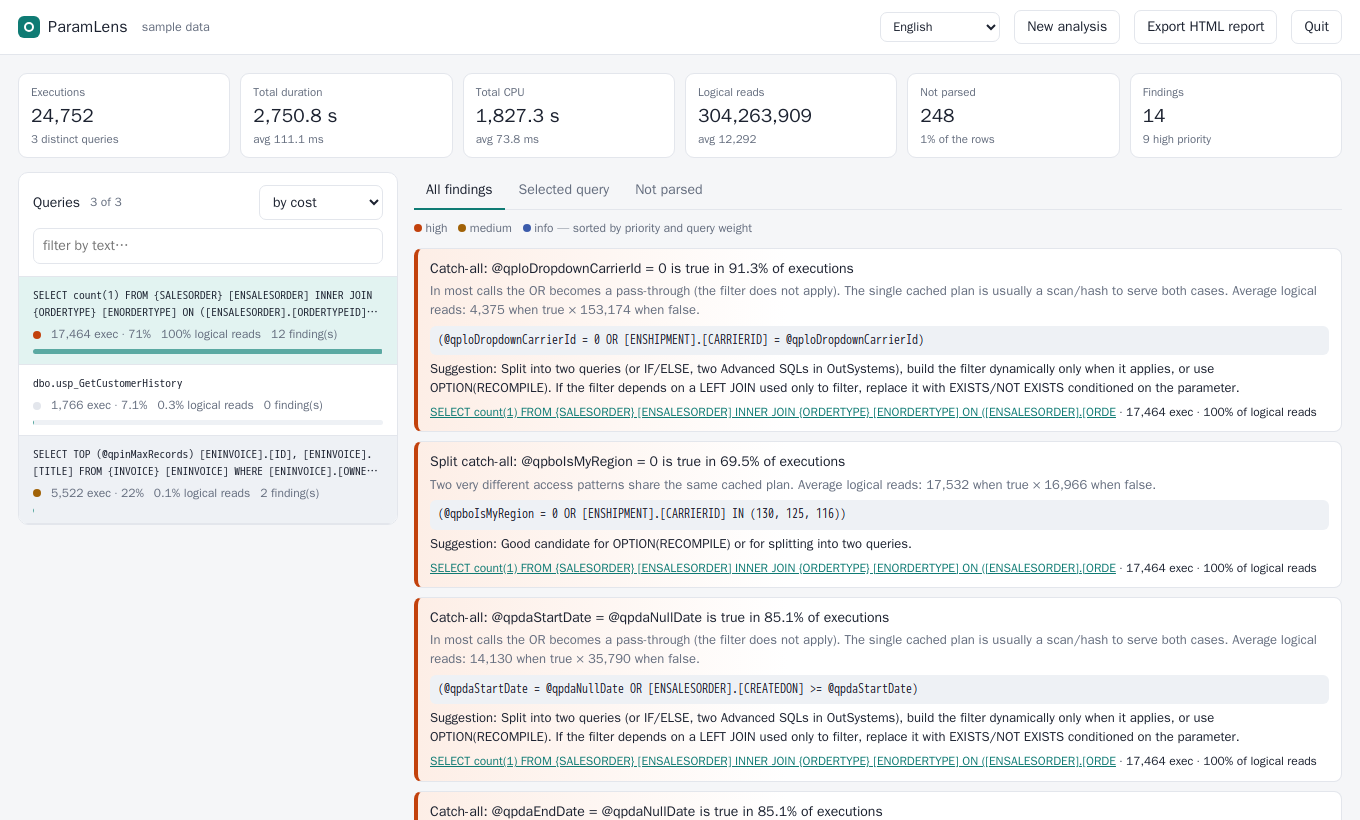 ParamLens sample data English New analysis Export HTML report Quit
Executions
24,752
3 distinct queries
Total duration
2,750.8 s
avg 111.1 ms
Total CPU
1,827.3 s
avg 73.8 ms
Logical reads
304,263,909
avg 12,292
Not parsed
248
1% of the rows
Findings
14
9 high priority
Queries 3 of 3 by cost
filter by text…
SELECT count(1) FROM {SALESORDER} [ENSALESORDER] INNER JOIN
{ORDERTYPE} [ENORDERTYPE] ON ([ENSALESORDER].[ORDERTYPEID]…
17,464 exec · 71% 100% logical reads 12 finding(s)
dbo.usp_GetCustomerHistory
1,766 exec · 7.1% 0.3% logical reads 0 finding(s)
SELECT TOP (@qpinMaxRecords) [ENINVOICE].[ID], [ENINVOICE].
[TITLE] FROM {INVOICE} [ENINVOICE] WHERE [ENINVOICE].[OWNE…
5,522 exec · 22% 0.1% logical reads 2 finding(s)
All findings Selected query Not parsed
high medium info — sorted by priority and query weight
Catch-all: @qploDropdownCarrierId = 0 is true in 91.3% of executions
In most calls the OR becomes a pass-through (the filter does not apply). The single cached plan is usually a scan/hash to serve both cases. Average logical
reads: 4,375 when true × 153,174 when false.
(@qploDropdownCarrierId = 0 OR [ENSHIPMENT].[CARRIERID] = @qploDropdownCarrierId)
Suggestion: Split into two queries (or IF/ELSE, two Advanced SQLs in OutSystems), build the filter dynamically only when it applies, or use
OPTION(RECOMPILE). If the filter depends on a LEFT JOIN used only to filter, replace it with EXISTS/NOT EXISTS conditioned on the parameter.
SELECT count(1) FROM {SALESORDER} [ENSALESORDER] INNER JOIN {ORDERTYPE} [ENORDERTYPE] ON ([ENSALESORDER].[ORDE · 17,464 exec · 100% of logical reads
Split catch-all: @qpboIsMyRegion = 0 is true in 69.5% of executions
Two very different access patterns share the same cached plan. Average logical reads: 17,532 when true × 16,966 when false.
(@qpboIsMyRegion = 0 OR [ENSHIPMENT].[CARRIERID] IN (130, 125, 116))
Suggestion: Good candidate for OPTION(RECOMPILE) or for splitting into two queries.
SELECT count(1) FROM {SALESORDER} [ENSALESORDER] INNER JOIN {ORDERTYPE} [ENORDERTYPE] ON ([ENSALESORDER].[ORDE · 17,464 exec · 100% of logical reads
Catch-all: @qpdaStartDate = @qpdaNullDate is true in 85.1% of executions
In most calls the OR becomes a pass-through (the filter does not apply). The single cached plan is usually a scan/hash to serve both cases. Average logical
reads: 14,130 when true × 35,790 when false.
(@qpdaStartDate = @qpdaNullDate OR [ENSALESORDER].[CREATEDON] >= @qpdaStartDate)
Suggestion: Split into two queries (or IF/ELSE, two Advanced SQLs in OutSystems), build the filter dynamically only when it applies, or use
OPTION(RECOMPILE). If the filter depends on a LEFT JOIN used only to filter, replace it with EXISTS/NOT EXISTS conditioned on the parameter.
SELECT count(1) FROM {SALESORDER} [ENSALESORDER] INNER JOIN {ORDERTYPE} [ENORDERTYPE] ON ([ENSALESORDER].[ORDE · 17,464 exec · 100% of logical reads
Catch-all: @qpdaEndDate = @qpdaNullDate is true in 85.1% of executions